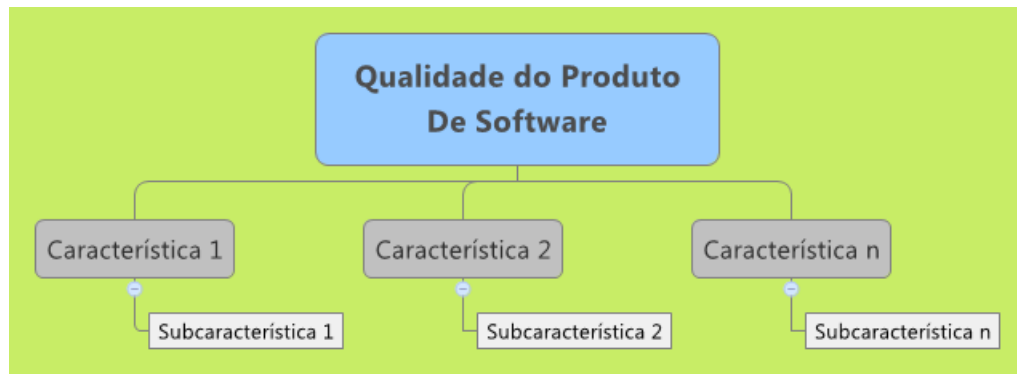 Qualidade do Produto
De Software
Característica 1
Característica 2
Característica n
Subcaracterística 1
Subcaracterística 2
Subcaracterística n